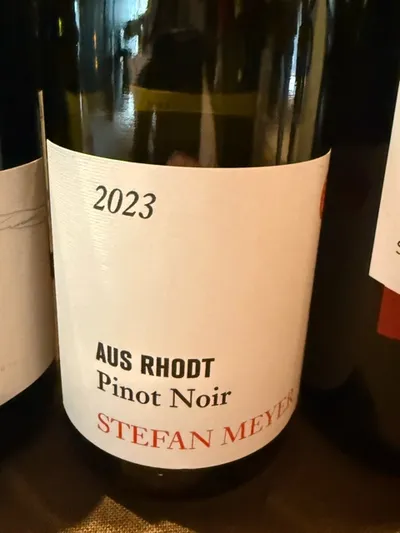 2023
AUS RHODT
Pinot Noir
STEFAN MEYER